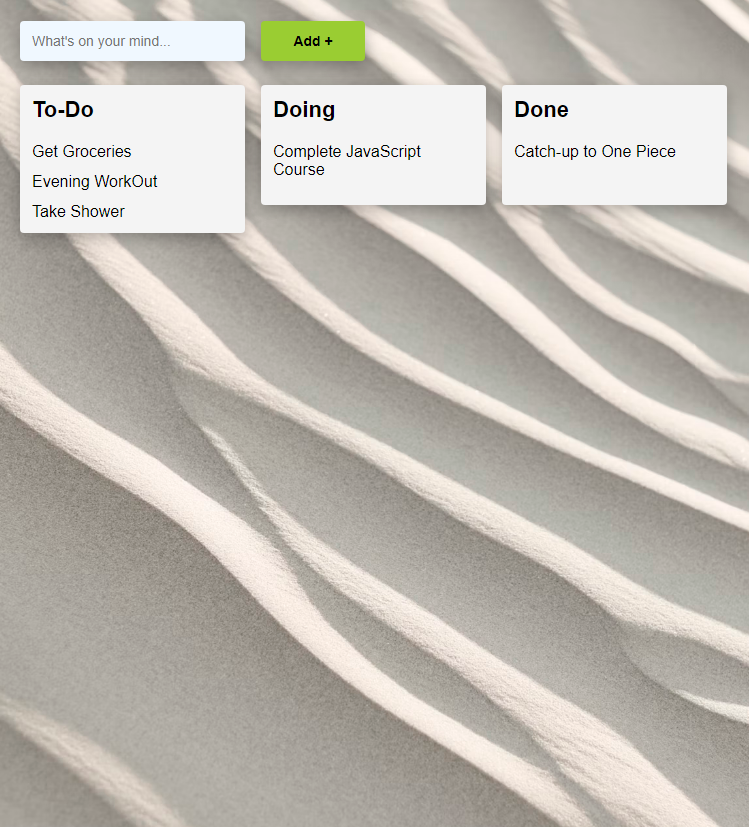 What's on your mind...
Add +
To-Do
Get Groceries
Evening WorkOut
Take Shower
Doing
Complete JavaScript
Course
Done
Catch-up to One Piece